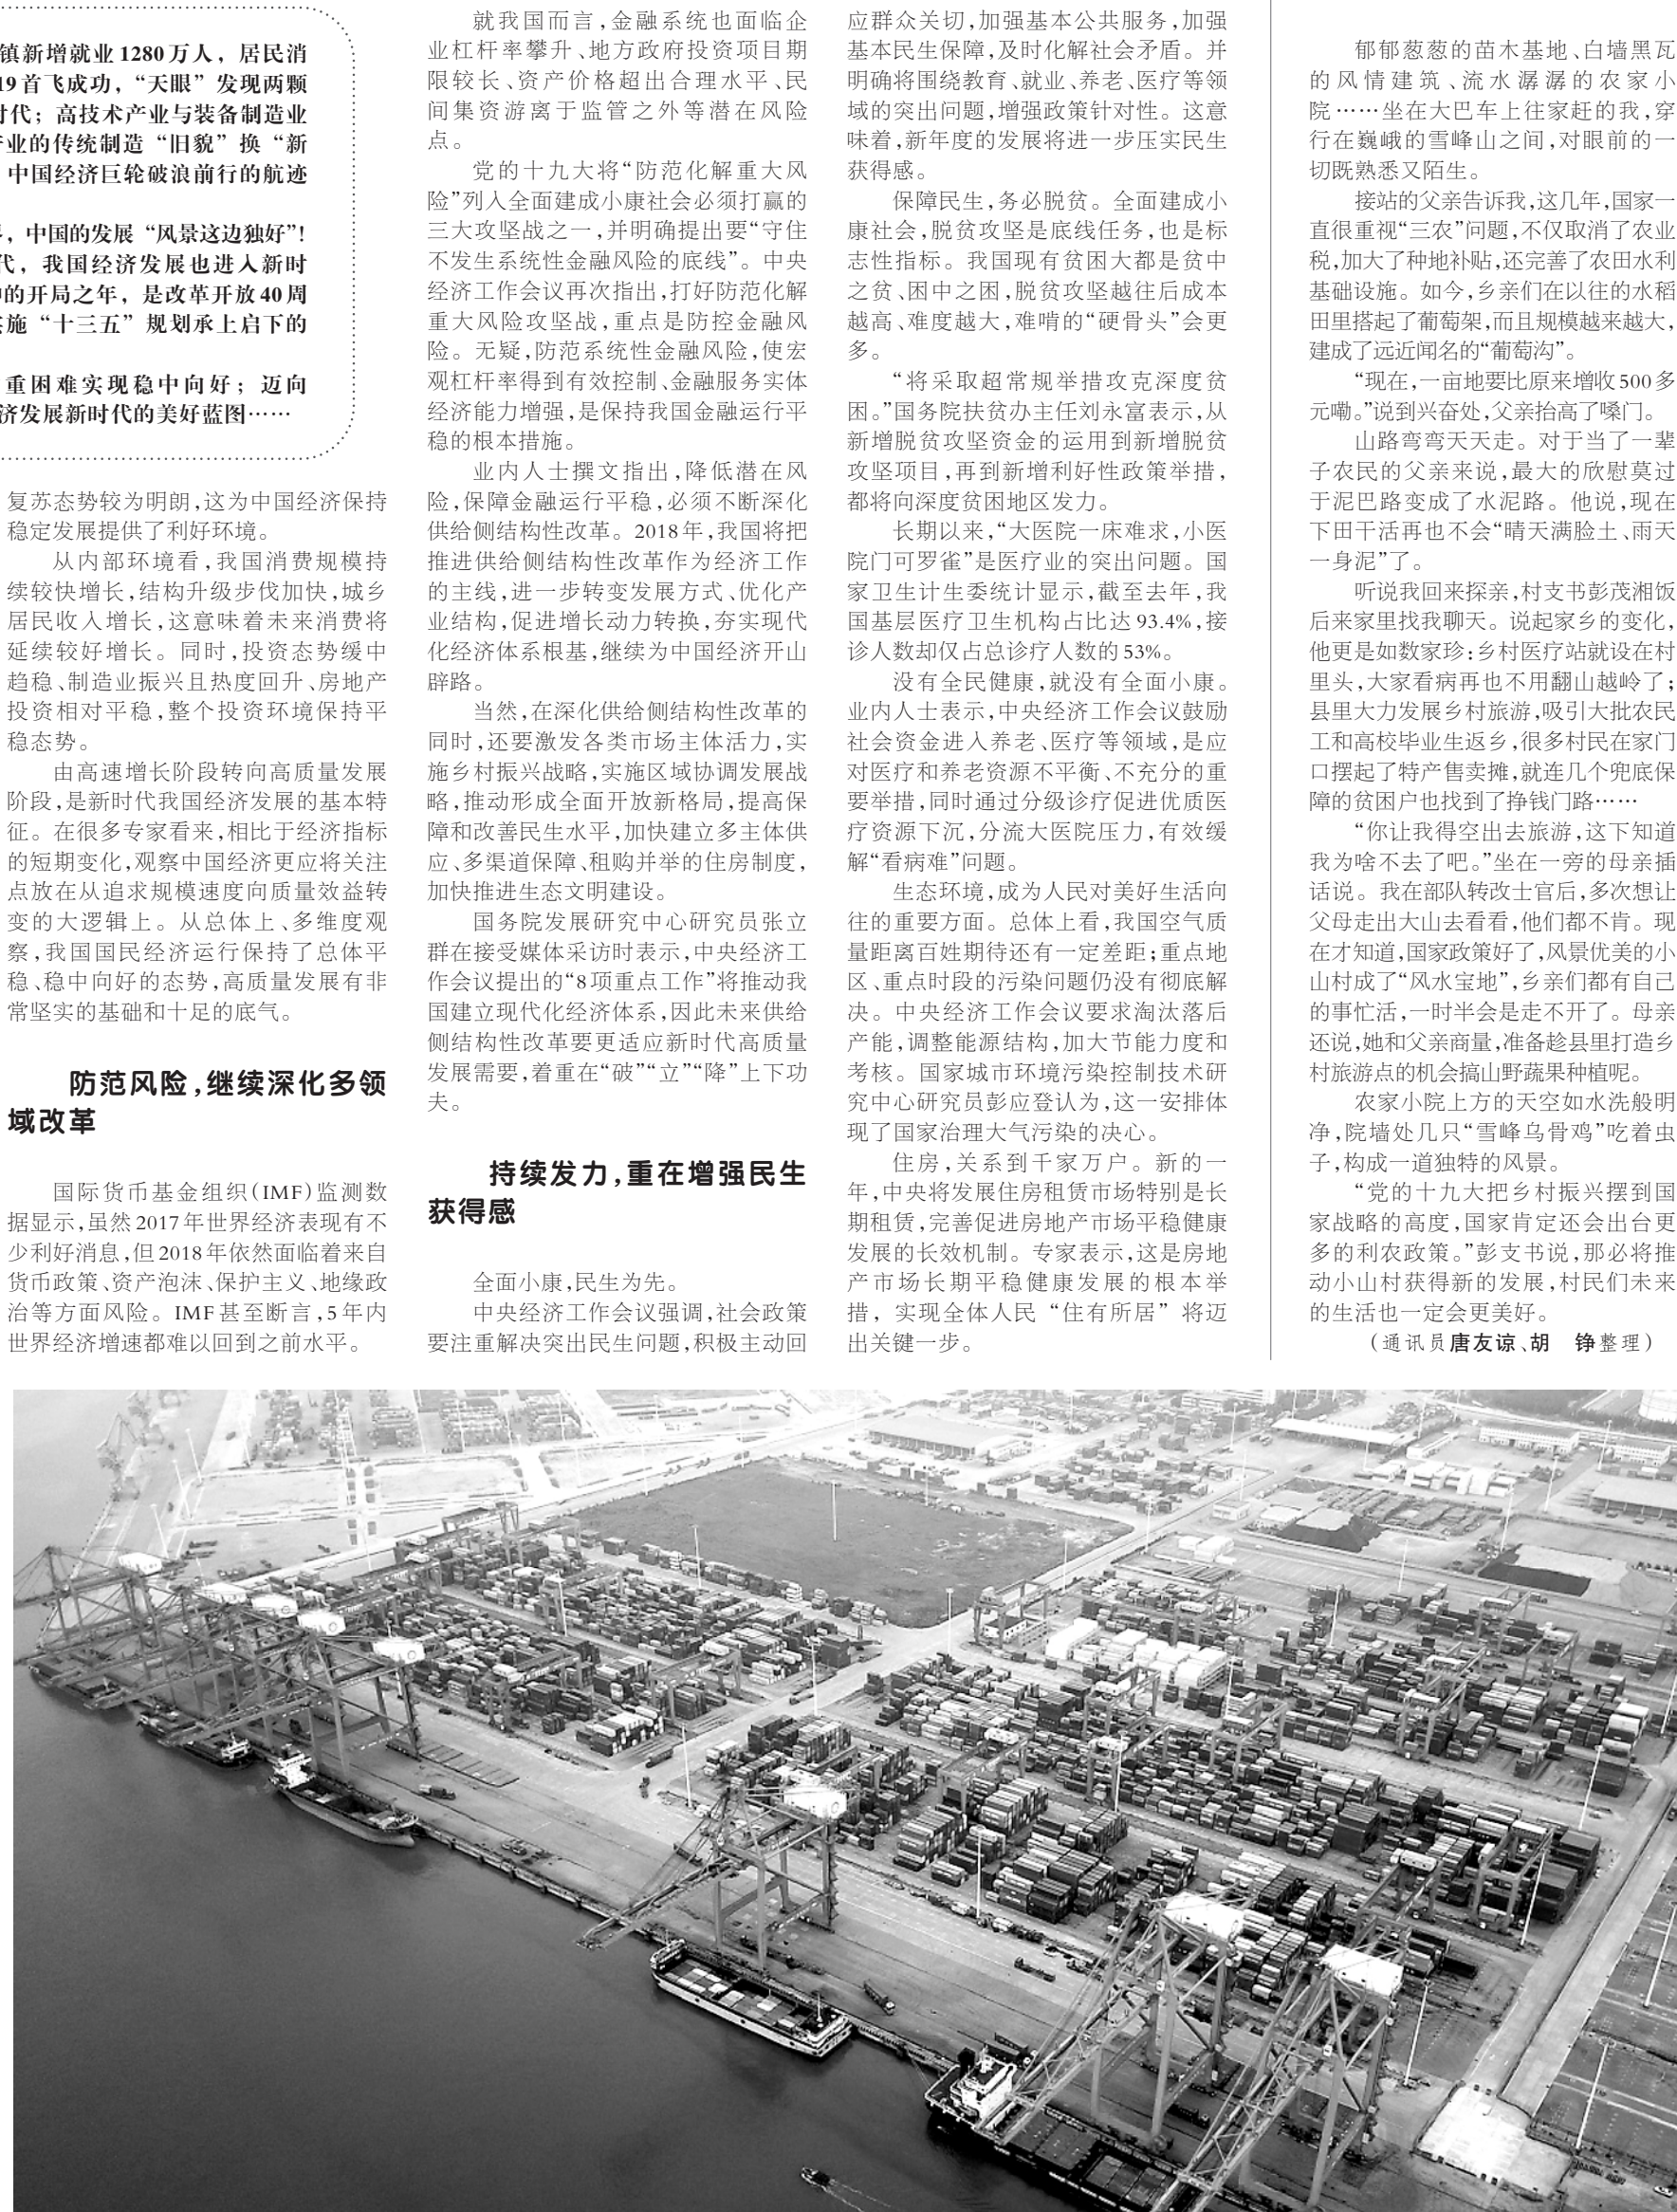 镇新增就业1280万人，居民消
19首飞成功，“天眼”发现两颗
时代；高技术产业与装备制造业
产业的传统制造“旧貌”换“新
中国经济巨轮破浪前行的航迹
，中国的发展“风景这边独好”！
代，我国经济发展也进入新时
的开局之年，是改革开放40周
实施“十三五”规划承上启下的
重困难实现稳中向好；迈向
济发展新时代的美好蓝图……
复苏态势较为明朗，这为中国经济保持
稳定发展提供了利好环境。
从内部环境看，我国消费规模持
续较快增长，结构升级步伐加快，城乡
居民收入增长，这意味着未来消费将
延续较好增长。同时，投资态势缓中
趋稳、制造业振兴且热度回升、房地产
投资相对平稳，整个投资环境保持平
稳态势。
由高速增长阶段转向高质量发展
阶段，是新时代我国经济发展的基本特
征。在很多专家看来，相比于经济指标
的短期变化，观察中国经济更应将关注
点放在从追求规模速度向质量效益转
变的大逻辑上。从总体上、多维度观
察，我国国民经济运行保持了总体平
稳、稳中向好的态势，高质量发展有非
常坚实的基础和十足的底气。
防范风险，继续深化多领
域改革
国际货币基金组织（IMF）监测数
据显示，虽然2017年世界经济表现有不
少利好消息，但2018年依然面临着来自
货币政策、资产泡沫、保护主义、地缘政
治等方面风险。IMF甚至断言，5年内
世界经济增速都难以回到之前水平。
就我国而言，金融系统也面临企
业杠杆率攀升、地方政府投资项目期
限较长、资产价格超出合理水平、民
间集资游离于监管之外等潜在风险
点。
党的十九大将“防范化解重大风
险”列入全面建成小康社会必须打赢的
三大攻坚战之一，并明确提出要“守住
不发生系统性金融风险的底线”。中央
经济工作会议再次指出，打好防范化解
重大风险攻坚战，重点是防控金融风
险。无疑，防范系统性金融风险，使宏
观杠杆率得到有效控制、金融服务实体
经济能力增强，是保持我国金融运行平
稳的根本措施。
业内人士撰文指出，降低潜在风
险，保障金融运行平稳，必须不断深化
供给侧结构性改革。2018年，我国将把
推进供给侧结构性改革作为经济工作
的主线，进一步转变发展方式、优化产
业结构，促进增长动力转换，夯实现代
化经济体系根基，继续为中国经济开山
辟路。
当然，在深化供给侧结构性改革的
同时，还要激发各类市场主体活力，实
施乡村振兴战略，实施区域协调发展战
略，推动形成全面开放新格局，提高保
障和改善民生水平，加快建立多主体供
应、多渠道保障、租购并举的住房制度，
加快推进生态文明建设。
国务院发展研究中心研究员张立
群在接受媒体采访时表示，中央经济工
作会议提出的“8项重点工作”将推动我
国建立现代化经济体系，因此未来供给
侧结构性改革要更适应新时代高质量
发展需要，着重在“破”“立”“降”上下功
夫。
持续发力，重在增强民生
获得感
全面小康，民生为先。
中央经济工作会议强调，社会政策
要注重解决突出民生问题，积极主动回
应群众关切，加强基本公共服务，加强
基本民生保障，及时化解社会矛盾。并
明确将围绕教育、就业、养老、医疗等领
域的突出问题，增强政策针对性。这意
味着，新年度的发展将进一步压实民生
获得感。
保障民生，务必脱贫。全面建成小
康社会，脱贫攻坚是底线任务，也是标
志性指标。我国现有贫困大都是贫中
之贫、困中之困，脱贫攻坚越往后成本
越高、难度越大，难啃的“硬骨头”会更
多。
“将采取超常规举措攻克深度贫
困。”国务院扶贫办主任刘永富表示，从
新增脱贫攻坚资金的运用到新增脱贫
攻坚项目，再到新增利好性政策举措，
都将向深度贫困地区发力。
长期以来，“大医院一床难求，小医
院门可罗雀”是医疗业的突出问题。国
家卫生计生委统计显示，截至去年，我
国基层医疗卫生机构占比达93.4%，接
诊人数却仅占总诊疗人数的53%。
没有全民健康，就没有全面小康。
业内人士表示，中央经济工作会议鼓励
社会资金进入养老、医疗等领域，是应
对医疗和养老资源不平衡、不充分的重
要举措，同时通过分级诊疗促进优质医
疗资源下沉，分流大医院压力，有效缓
解“看病难”问题。
生态环境，成为人民对美好生活向
往的重要方面。总体上看，我国空气质
量距离百姓期待还有一定差距；重点地
区、重点时段的污染问题仍没有彻底解
决。中央经济工作会议要求淘汰落后
产能，调整能源结构，加大节能力度和
考核。国家城市环境污染控制技术研
究中心研究员彭应登认为，这一安排体
现了国家治理大气污染的决心。
住房，关系到千家万户。新的一
年，中央将发展住房租赁市场特别是长
期租赁，完善促进房地产市场平稳健康
发展的长效机制。专家表示，这是房地
产市场长期平稳健康发展的根本举
措，实现全体人民“住有所居”将迈
出关键一步。
郁郁葱葱的苗木基地、白墙黑瓦
的风情建筑、流水潺潺的农家小
院……坐在大巴车上往家赶的我，穿
行在巍峨的雪峰山之间，对眼前的一
切既熟悉又陌生。
接站的父亲告诉我，这几年，国家一
直很重视“三农”问题，不仅取消了农业
税，加大了种地补贴，还完善了农田水利
基础设施。如今，乡亲们在以往的水稻
田里搭起了葡萄架，而且规模越来越大，
建成了远近闻名的“葡萄沟”。
“现在，一亩地要比原来增收500多
元嘞。”说到兴奋处，父亲抬高了嗓门。
山路弯弯天天走。对于当了一辈
子农民的父亲来说，最大的欣慰莫过
于泥巴路变成了水泥路。他说，现在
下田干活再也不会“晴天满脸土、雨天
一身泥”了。
听说我回来探亲，村支书彭茂湘饭
后来家里找我聊天。说起家乡的变化，
他更是如数家珍：乡村医疗站就设在村
里头，大家看病再也不用翻山越岭了；
县里大力发展乡村旅游，吸引大批农民
工和高校毕业生返乡，很多村民在家门
口摆起了特产售卖摊，就连几个兜底保
障的贫困户也找到了挣钱门路……
“你让我得空出去旅游，这下知道
我为啥不去了吧。”坐在一旁的母亲插
话说。我在部队转改士官后，多次想让
父母走出大山去看看，他们都不肯。现
在才知道，国家政策好了，风景优美的小
山村成了“风水宝地”，乡亲们都有自己
的事忙活，一时半会是走不开了。母亲
还说，她和父亲商量，准备趁县里打造乡
村旅游点的机会搞山野蔬果种植呢。
农家小院上方的天空如水洗般明
净，院墙处几只“雪峰乌骨鸡”吃着虫
子，构成一道独特的风景。
“党的十九大把乡村振兴摆到国
家战略的高度，国家肯定还会出台更
多的利农政策。”彭支书说，那必将推
动小山村获得新的发展，村民们未来
的生活也一定会更美好。
（通讯员唐友谅、胡　铮整理）